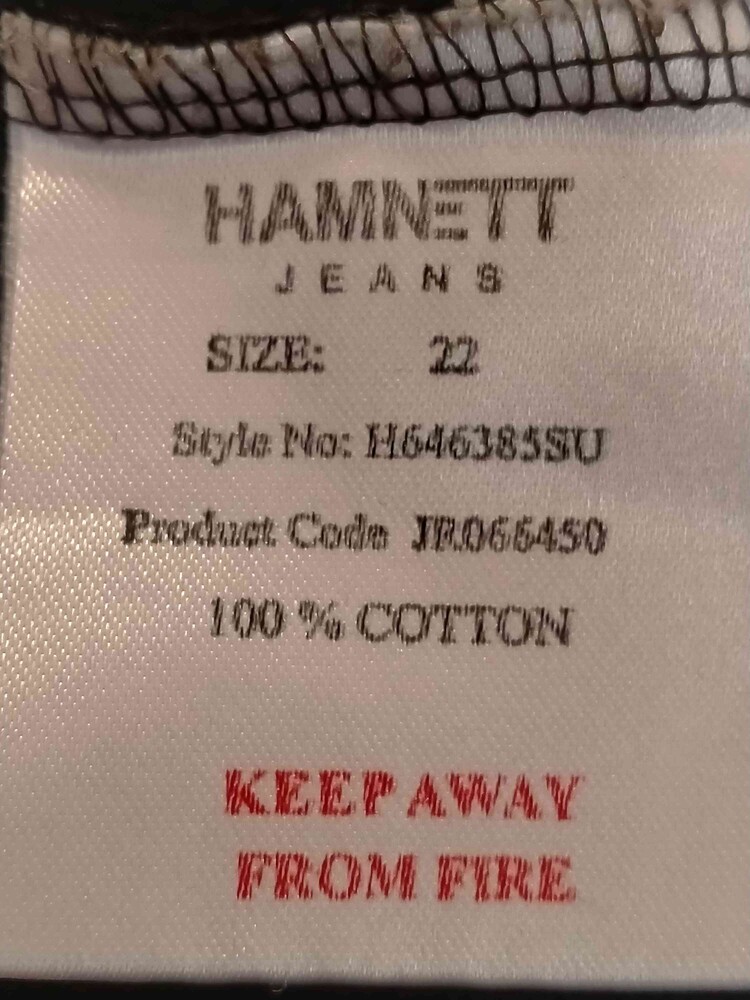 HAMNETT
JEANS
SIZE: 22
Style No: H646385SU
Product Code JR066450
100 % COTTON
KEEP AWAY
FROM FIRE